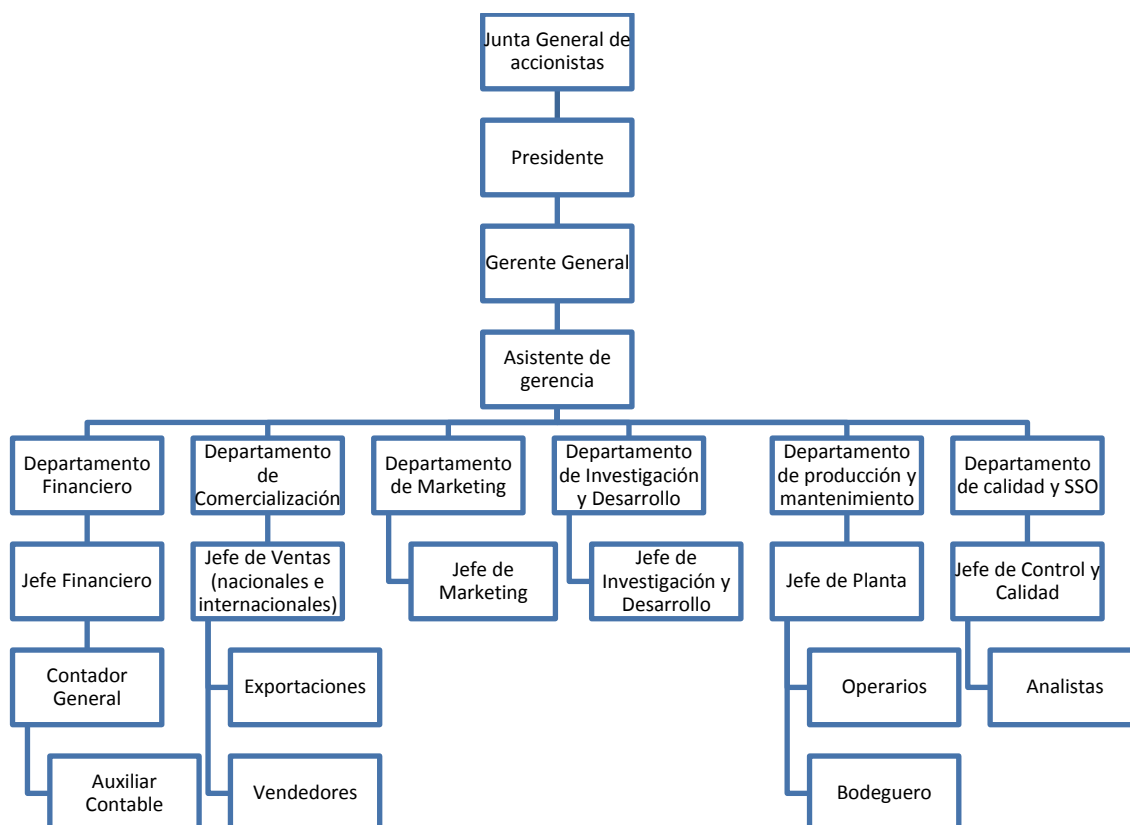 Junta General de
accionistas
Presidente
Gerente General
Asistente de
gerencia
Departamento
Financiero
Departamento
de
Comercialización
Departamento
de Marketing
Departamento
de Investigación
y Desarrollo
Departamento
de producción y
mantenimiento
Departamento
de calidad y SSO
Jefe Financiero
Jefe de Ventas
(nacionales e
internacionales)
Jefe de
Marketing
Jefe de
Investigación y
Desarrollo
Jefe de Planta
Jefe de Control y
Calidad
Contador
General
Exportaciones
Operarios
Analistas
Auxiliar
Contable
Vendedores
Bodeguero